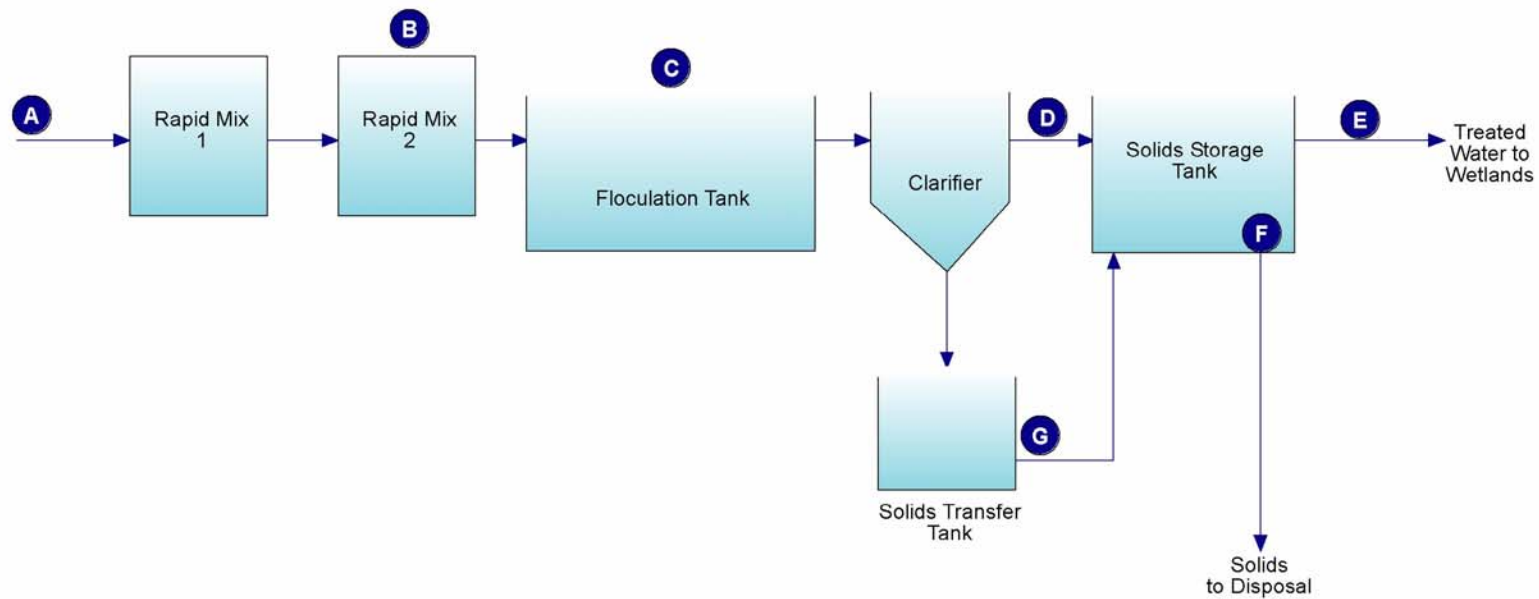 A
B
C
D
E
F
G
Rapid Mix
1
Rapid Mix
2
Floculation Tank
Clarifier
Solids Storage
Tank
Treated
Water to
Wetlands
Solids Transfer
Tank
Solids
to Disposal